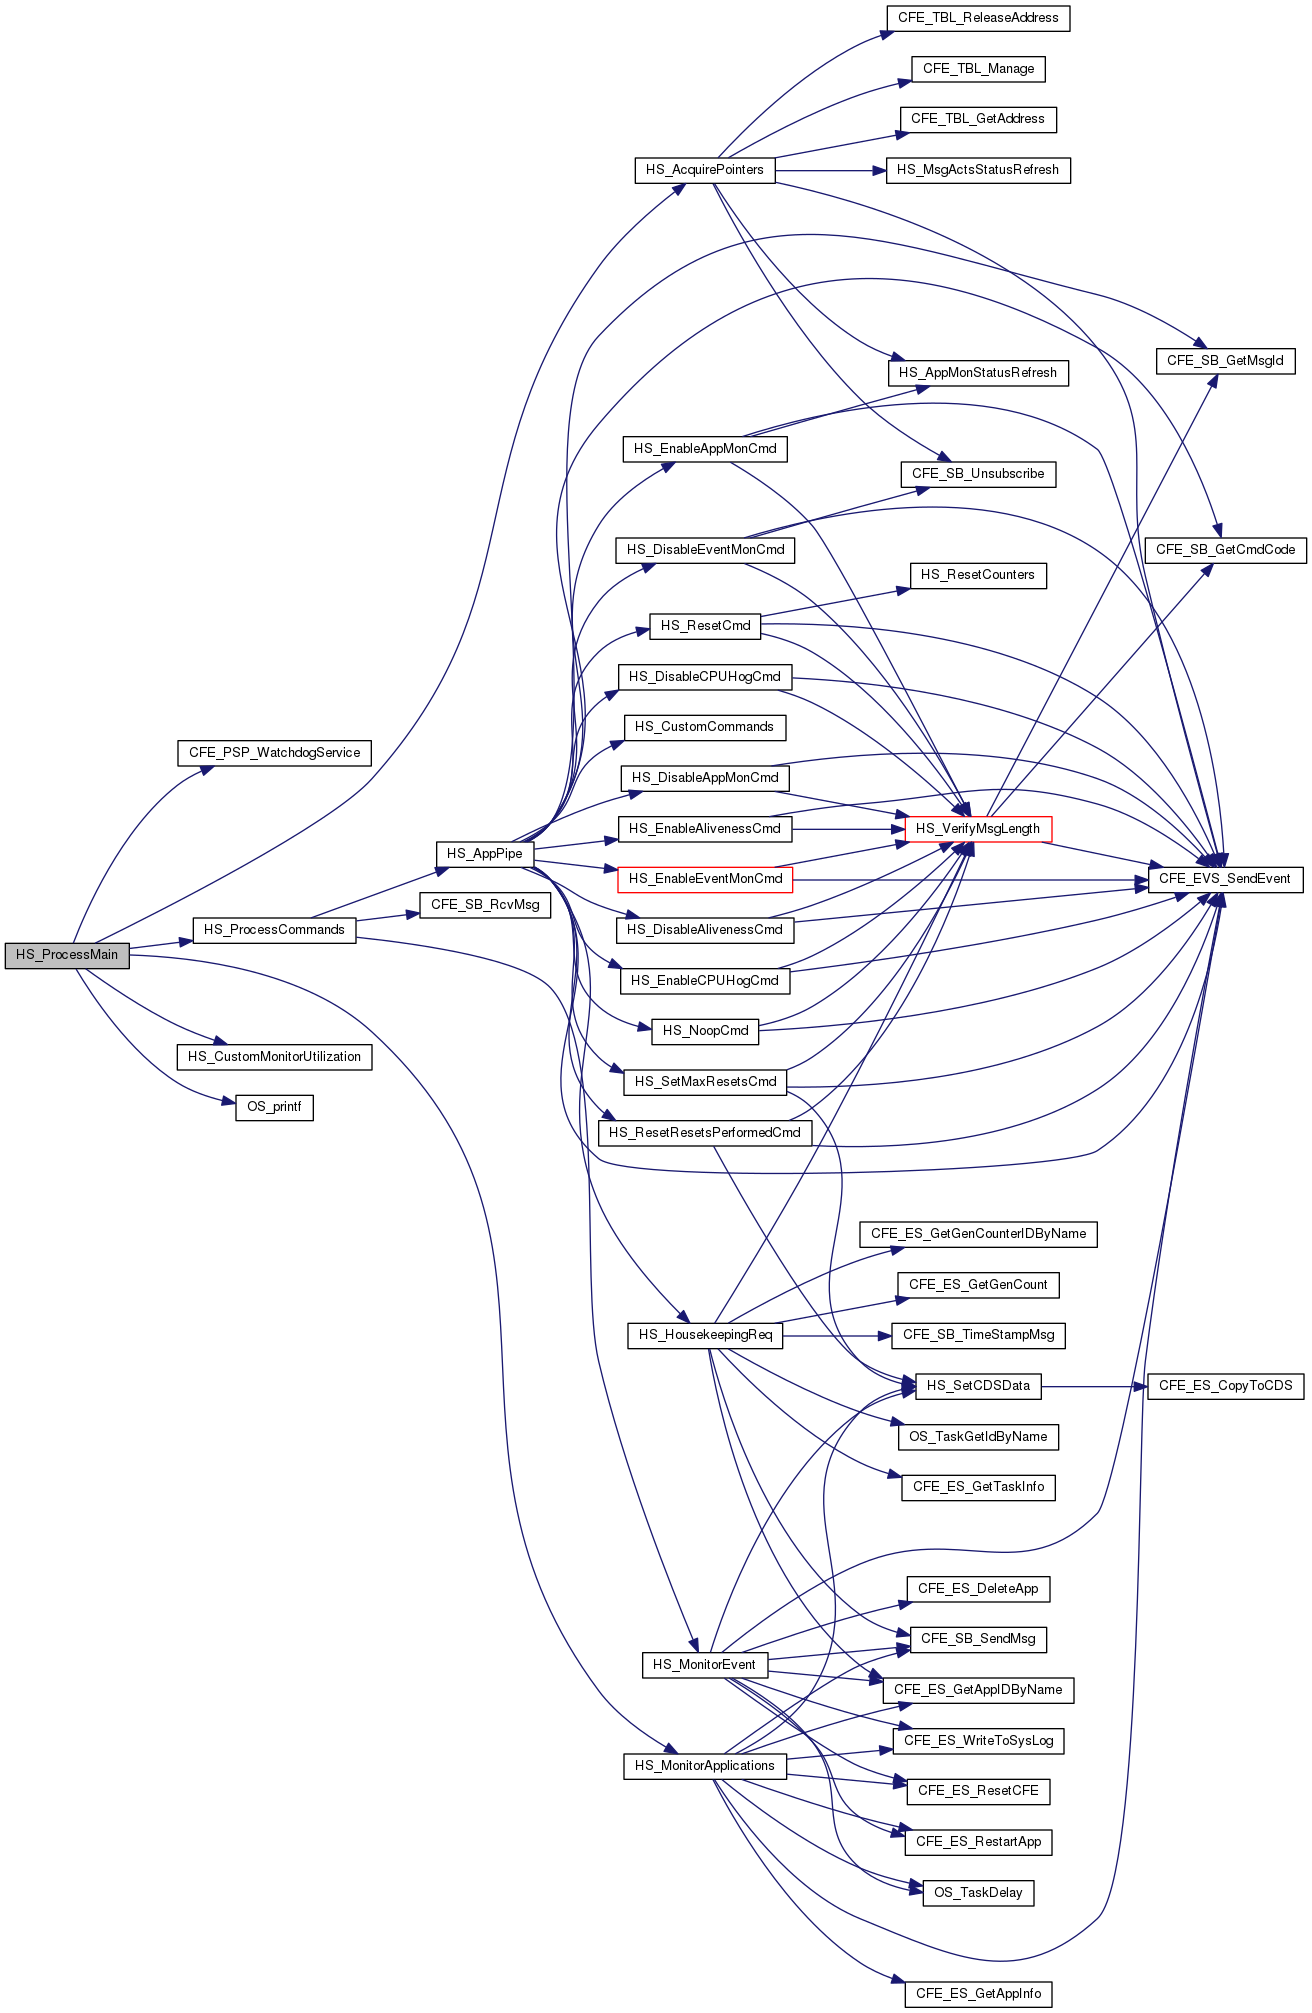 CFE_TBL_ReleaseAddress
CFE_TBL_Manage
CFE_TBL_GetAddress
HS_AcquirePointers
HS_MsgActsStatusRefresh
CFE_SB_GetMsgId
HS_AppMonStatusRefresh
HS_EnableAppMonCmd
CFE_SB_Unsubscribe
HS_DisableEventMonCmd
CFE_SB_GetCmdCode
HS_ResetCounters
HS_ResetCmd
HS_DisableCPUHogCmd
HS_CustomCommands
CFE_PSP_WatchdogService
HS_DisableAppMonCmd
HS_EnableAlivenessCmd
HS_VerifyMsgLength
HS_AppPipe
HS_EnableEventMonCmd
CFE_EVS_SendEvent
CFE_SB_RcvMsg
HS_ProcessCommands
HS_DisableAlivenessCmd
HS_ProcessMain
HS_EnableCPUHogCmd
HS_NoopCmd
HS_CustomMonitorUtilization
HS_SetMaxResetsCmd
OS_printf
HS_ResetResetsPerformedCmd
CFE_ES_GetGenCounterIDByName
CFE_ES_GetGenCount
HS_HousekeepingReq
CFE_SB_TimeStampMsg
HS_SetCDSData
CFE_ES_CopyToCDS
OS_TaskGetIdByName
CFE_ES_GetTaskInfo
CFE_ES_DeleteApp
CFE_SB_SendMsg
HS_MonitorEvent
CFE_ES_GetAppIDByName
CFE_ES_WriteToSysLog
HS_MonitorApplications
CFE_ES_ResetCFE
CFE_ES_RestartApp
OS_TaskDelay
CFE_ES_GetAppInfo